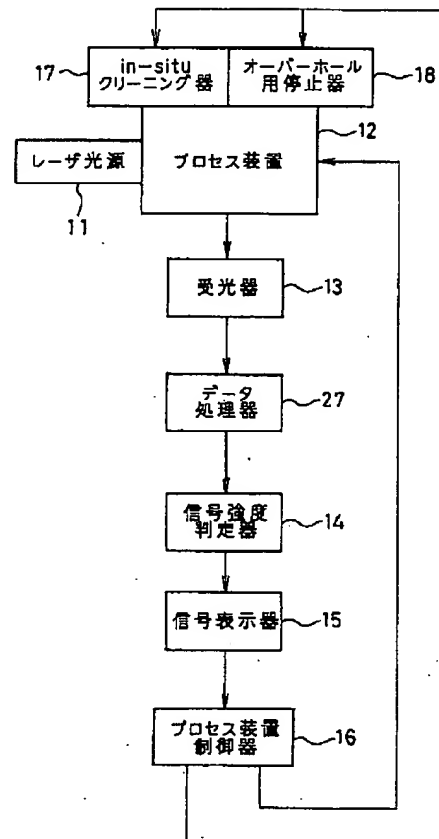 17
in-situ
クリーニング器
オーバーホール
用停止器
18
12
レーザ光源
プロセス装置
11
受光器
13
データ
処理器
27
信号強度
判定器
14
信号表示器
15
プロセス装置
制御器
16